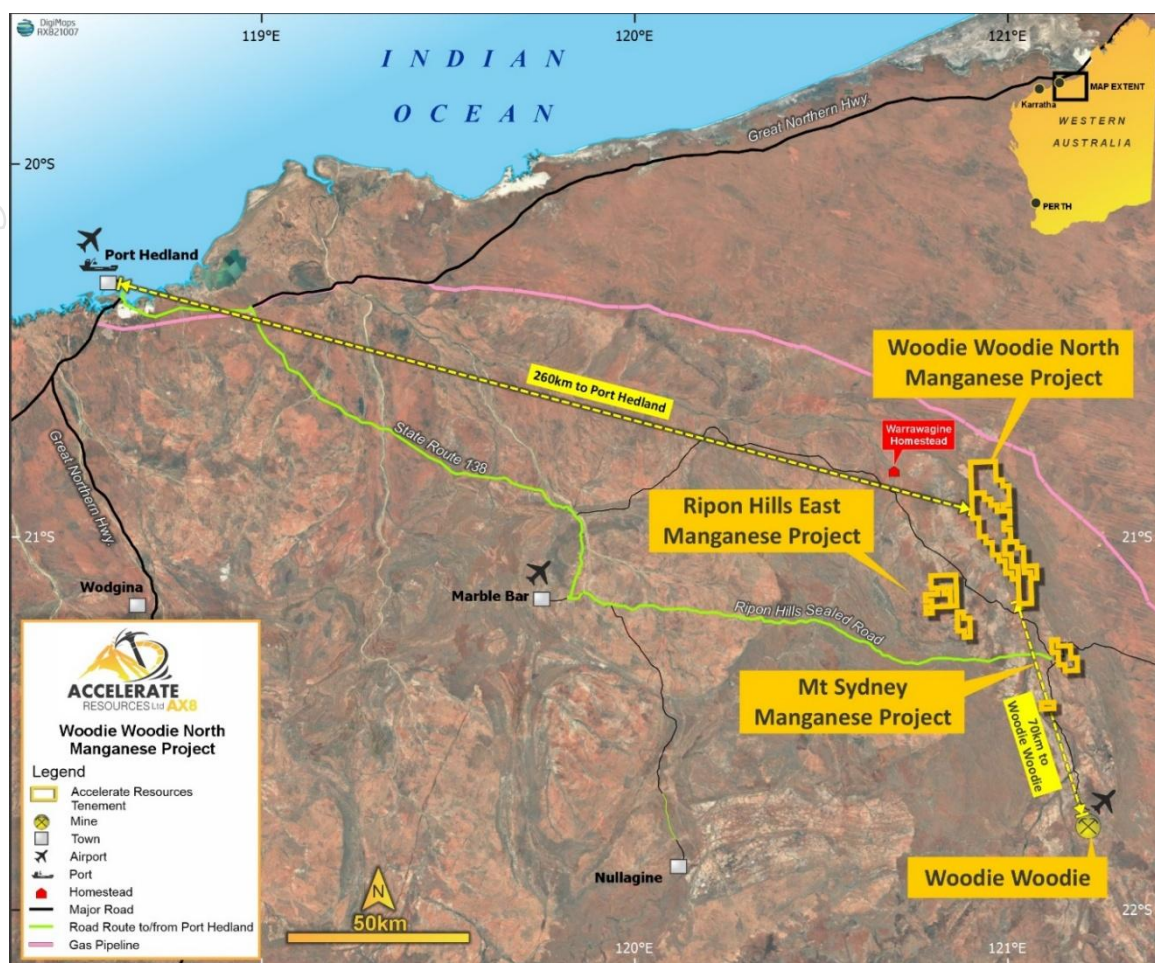 DigiMaps
RXB21007
119°E
120°E
121°E
INDIAN
OCEAN
Great Northern Hwy.
Karratha
MAP EXTENT
WESTERN
AUSTRALIA
PERTH
20°S
Port Hedland
260km to Port Hedland
Woodie Woodie North
Manganese Project
Warrawagine
Homestead
State Route 138
Great Northern Hwy.
Ripon Hills East
Manganese Project
21°S
21°S
Wodgina
Marble Bar
Ripon Hills Sealed Road
Mt Sydney
Manganese Project
70km to
Woodie Woodie
ACCELERATE
RESOURCES Ltd AX8
Woodie Woodie North
Manganese Project
Legend
Accelerate Resources
Tenement
Mine
Town
Airport
Port
Homestead
Major Road
Road Route to/from Port Hedland
Gas Pipeline
Nullagine
Woodie Woodie
N
50km
22°S
120°E
121°E